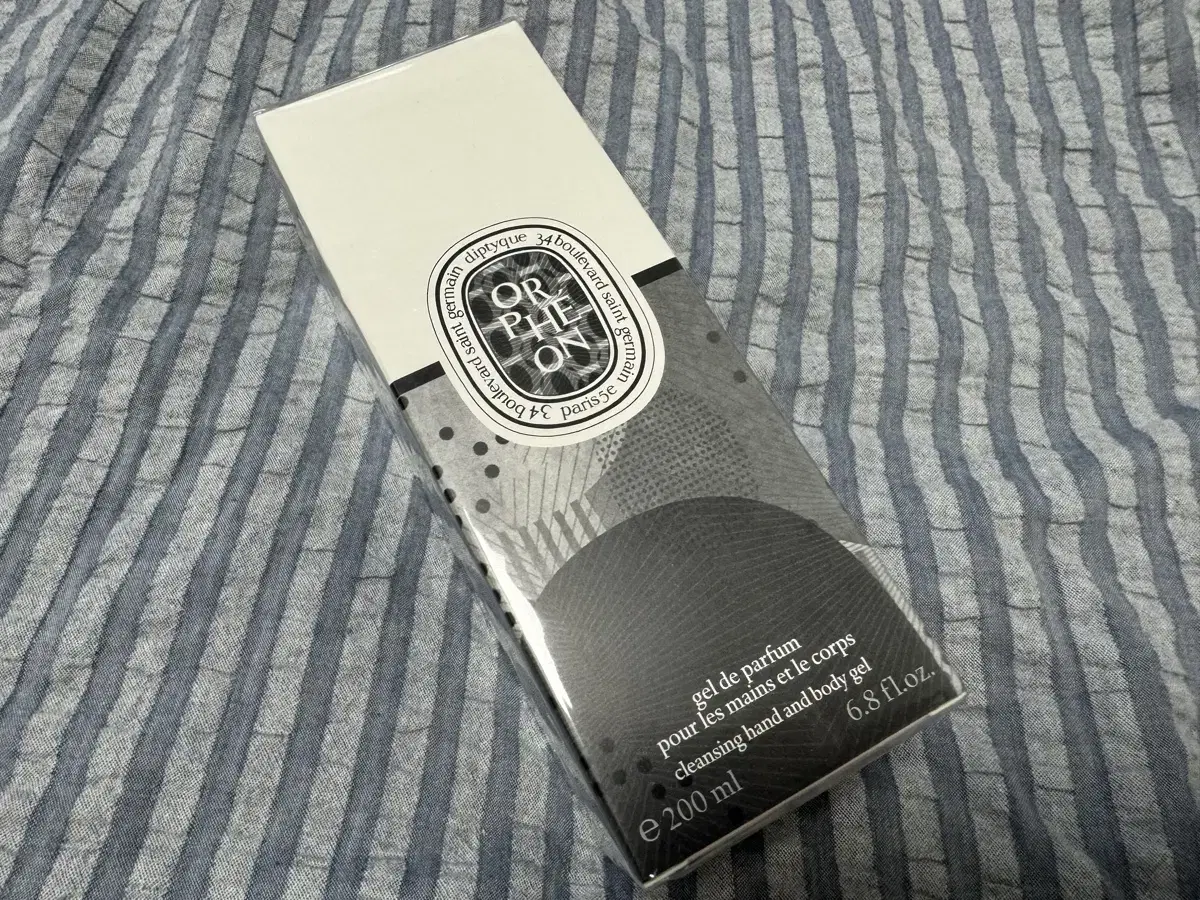 diptyque 34 boulevard saint germain paris5e 34 boulevard saint germain
OR
PHE
ON
gel de parfum
pour les mains et le corps
cleansing hand and body gel
e 200 ml 6.8 fl.oz.